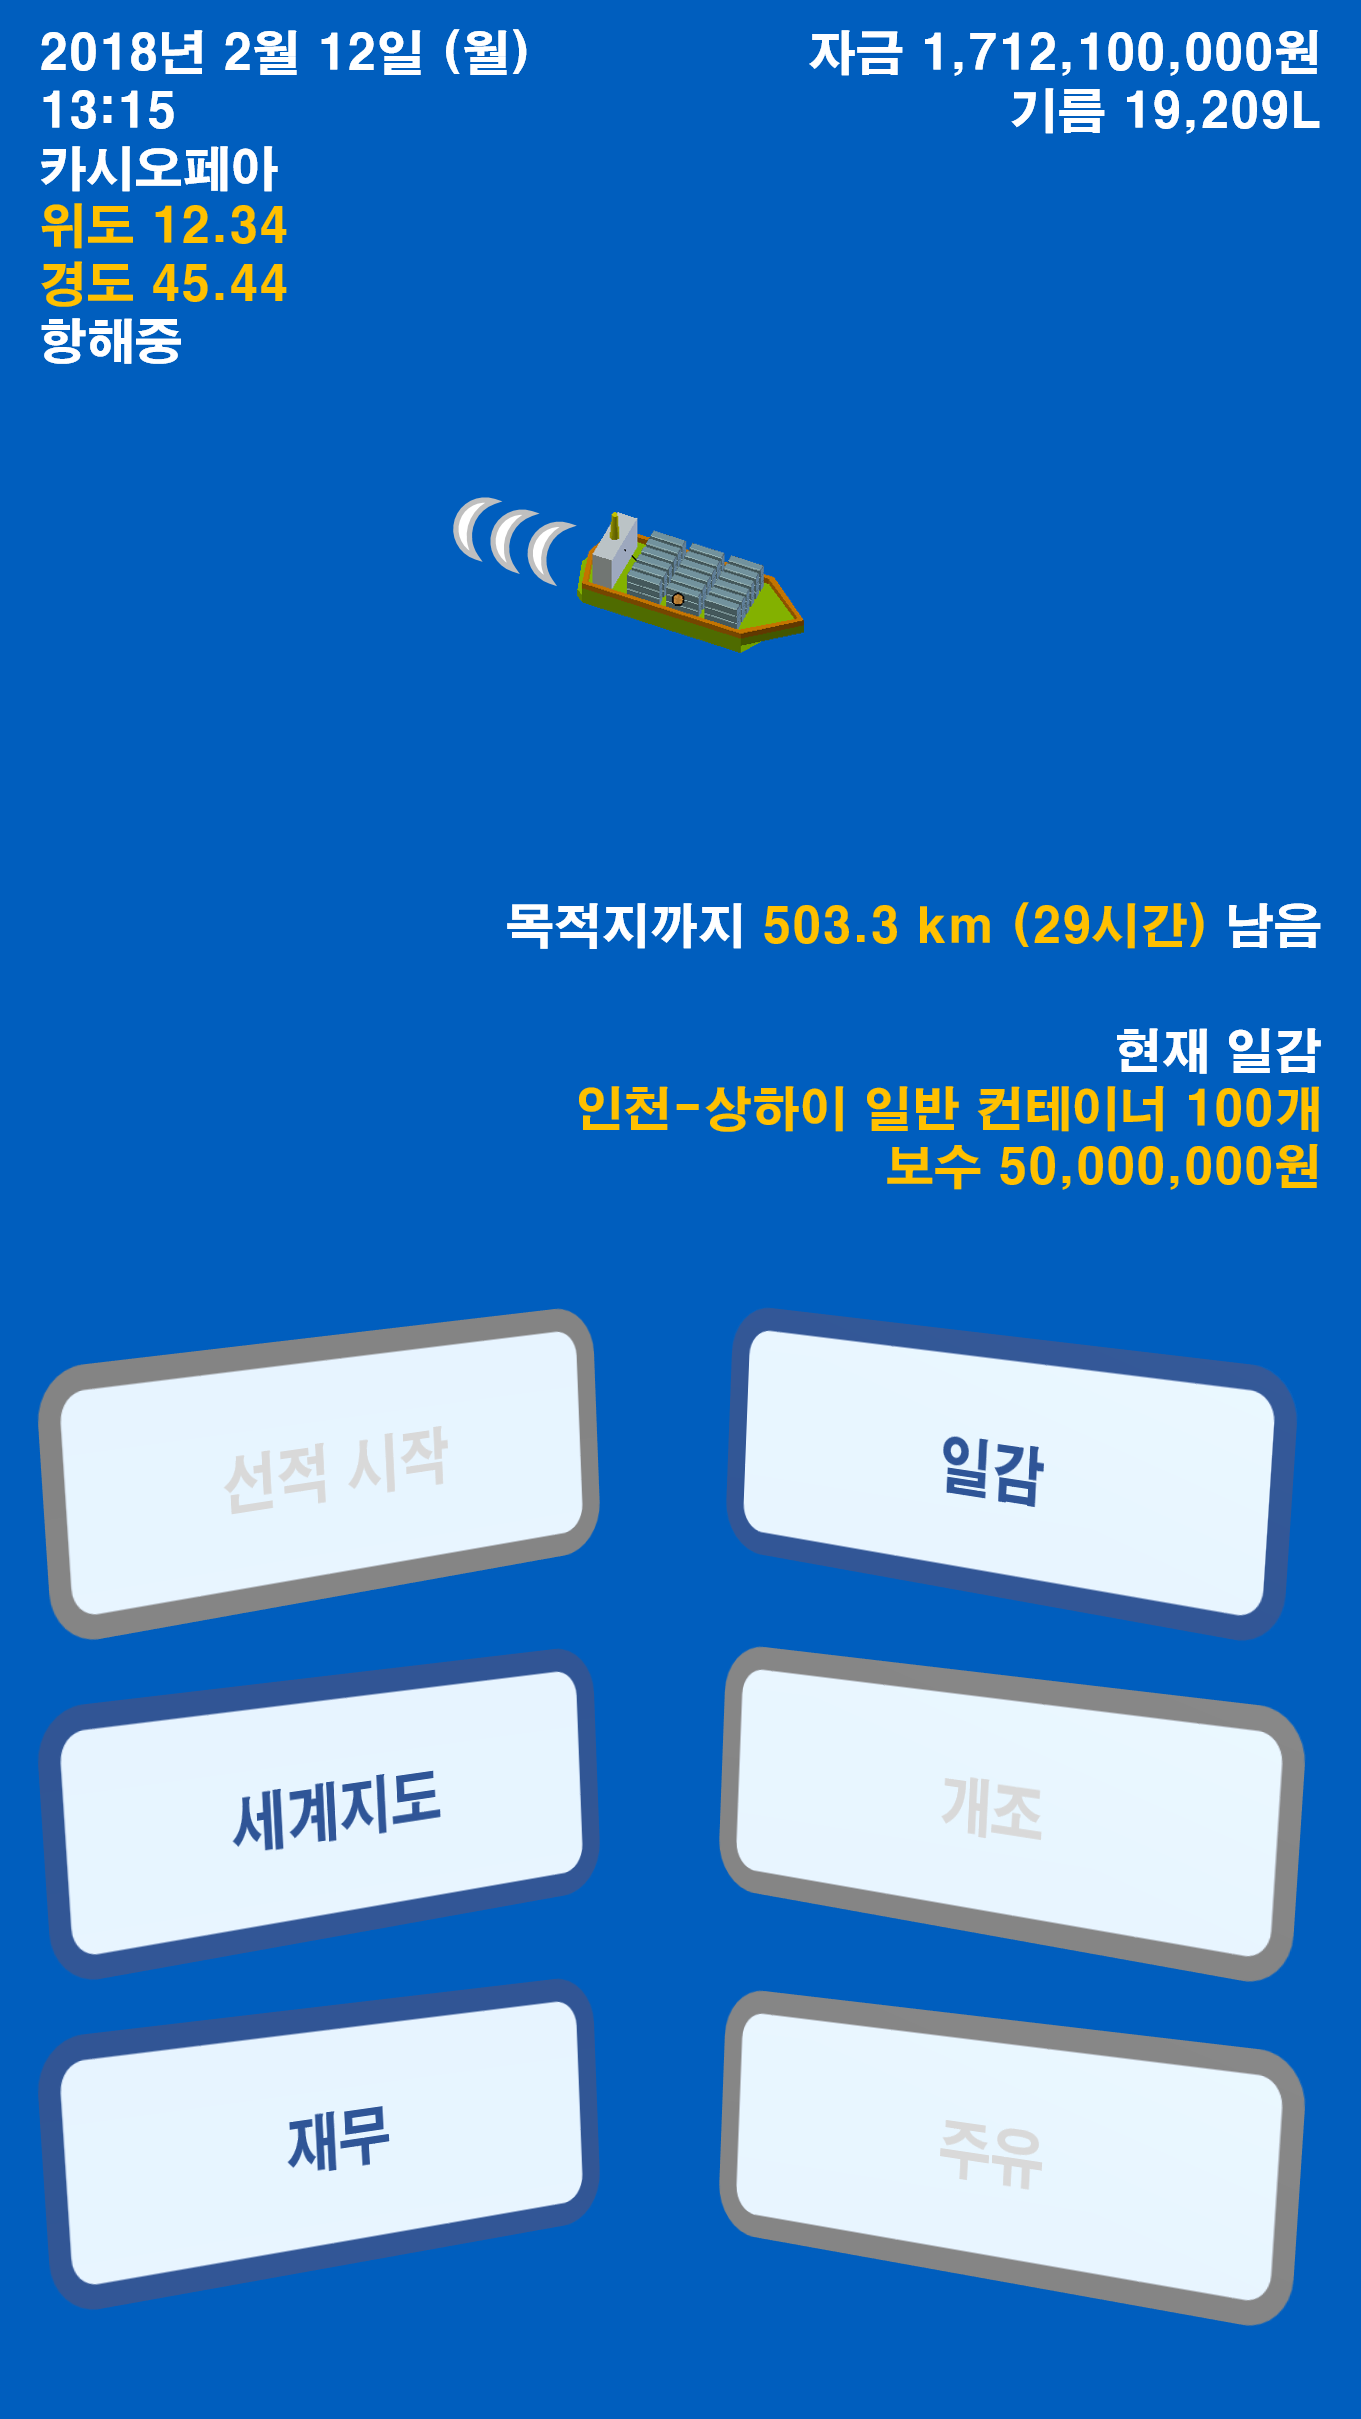 2018년 2월 12일 (월)
13:15
카시오페아
위도 12.34
경도 45.44
항해중
자금 1,712,100,000원
기름 19,209L
목적지까지 503.3 km (29시간) 남음
현재 일감
인천-상하이 일반 컨테이너 100개
보수 50,000,000원
선적 시작
일감
세계지도
개조
재무
주유